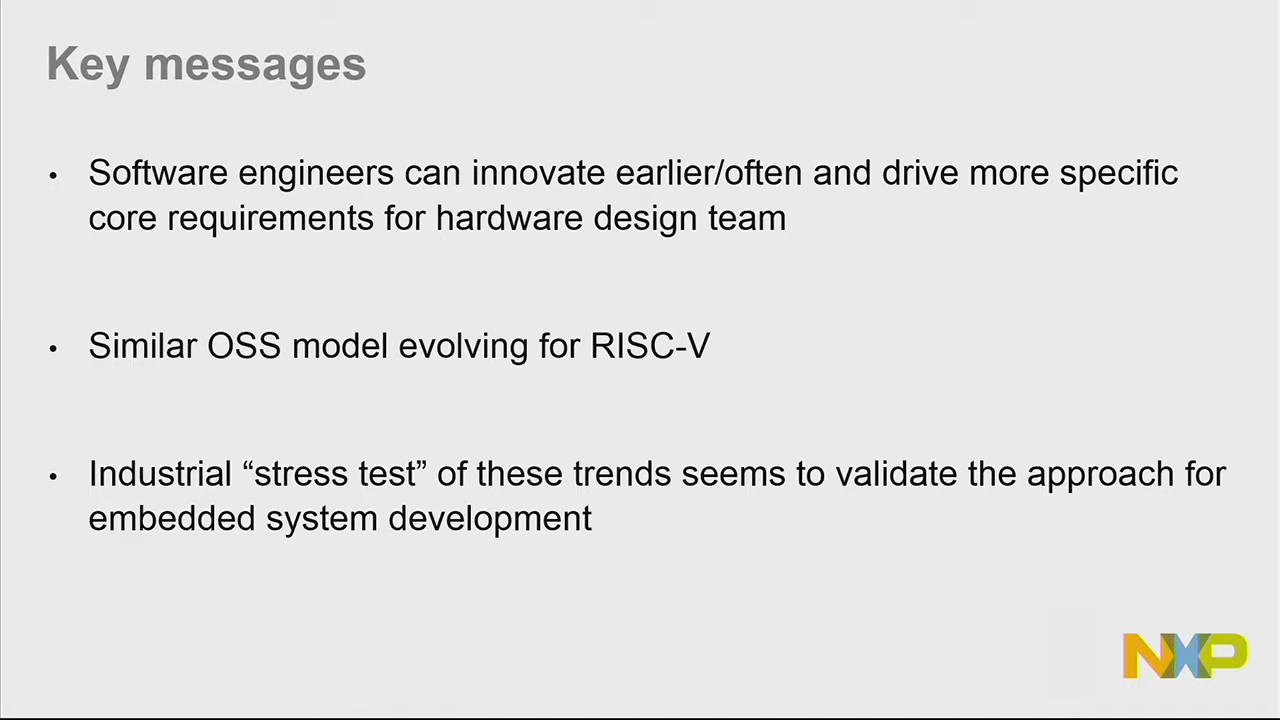 Key messages
• Software engineers can innovate earlier/often and drive more specific
core requirements for hardware design team
• Similar OSS model evolving for RISC-V
• Industrial “stress test” of these trends seems to validate the approach for
embedded system development
NXP